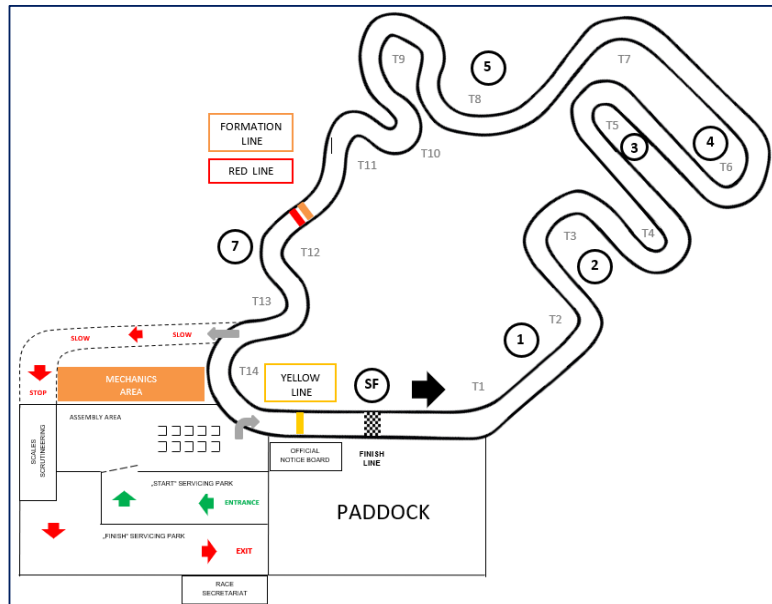 T9
5
T7
T8
FORMATION
LINE
T5
4
3
T10
T11
T6
RED LINE
7
T12
T3
T4
2
T13
T2
1
SLOW
SLOW
T14
YELLOW
LINE
SF
T1
MECHANICS
AREA
STOP
ASSEMBLY AREA
SCALES
SCRUTINEERING
OFFICIAL
NOTICE BOARD
FINISH
LINE
„START" SERVICING PARK
ENTRANCE
PADDOCK
„FINISH" SERVICING PARK
EXIT
RACE
SECRETARIAT